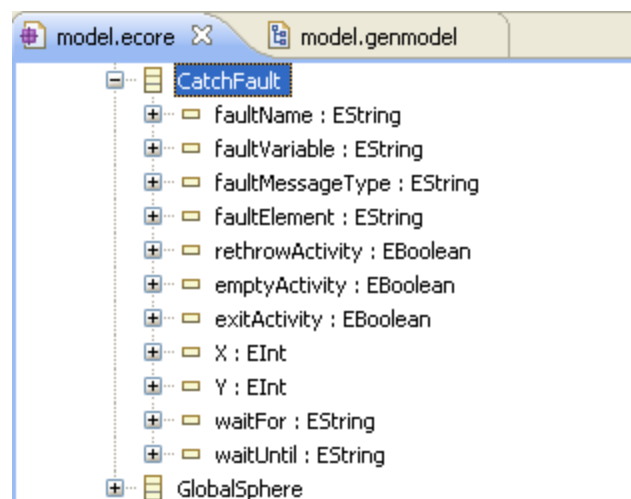 model.ecore model.genmodel
CatchFault
faultName : EString
faultVariable : EString
faultMessageType : EString
faultElement : EString
rethrowActivity : EBoolean
emptyActivity : EBoolean
exitActivity : EBoolean
X : EInt
Y : EInt
waitFor : EString
waitUntil : EString
GlobalSphere